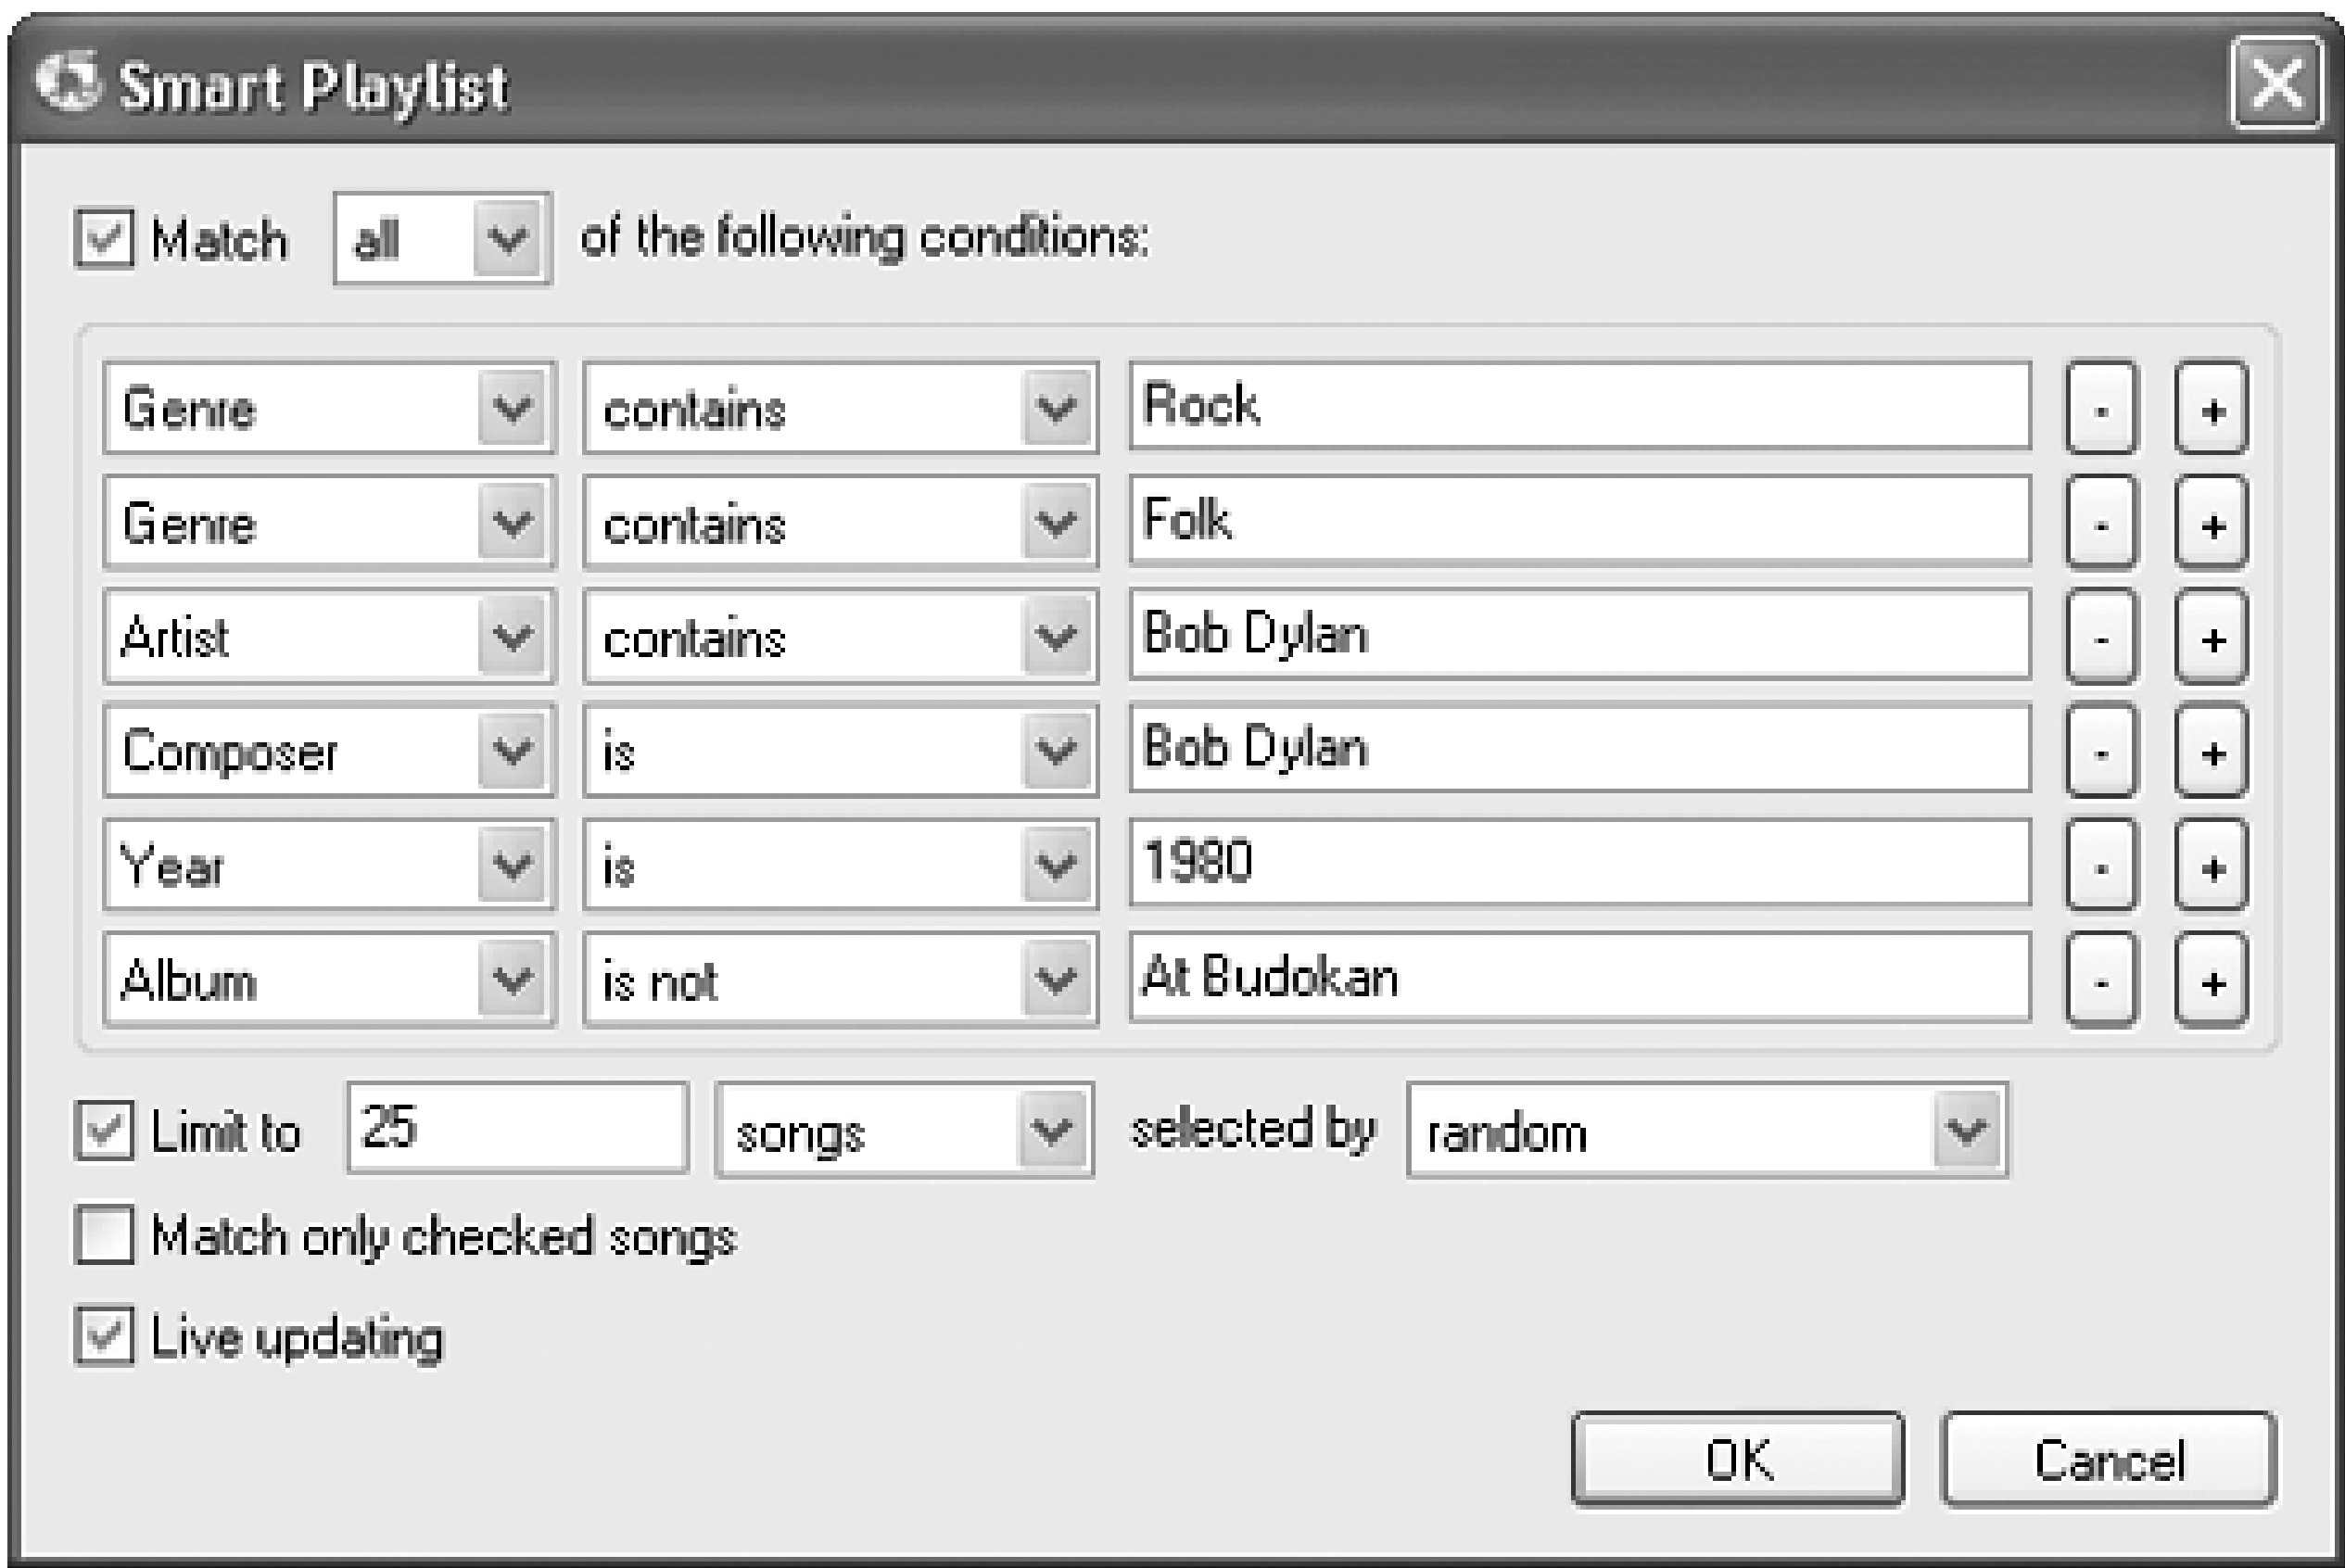 Smart Playlist
Match all of the following conditions:
Genre contains Rock - +
Genre contains Folk - +
Artist contains Bob Dylan - +
Composer is Bob Dylan - +
Year is 1980 - +
Album is not At Budokan - +
Limit to 25 songs selected by random
Match only checked songs
Live updating
OK Cancel